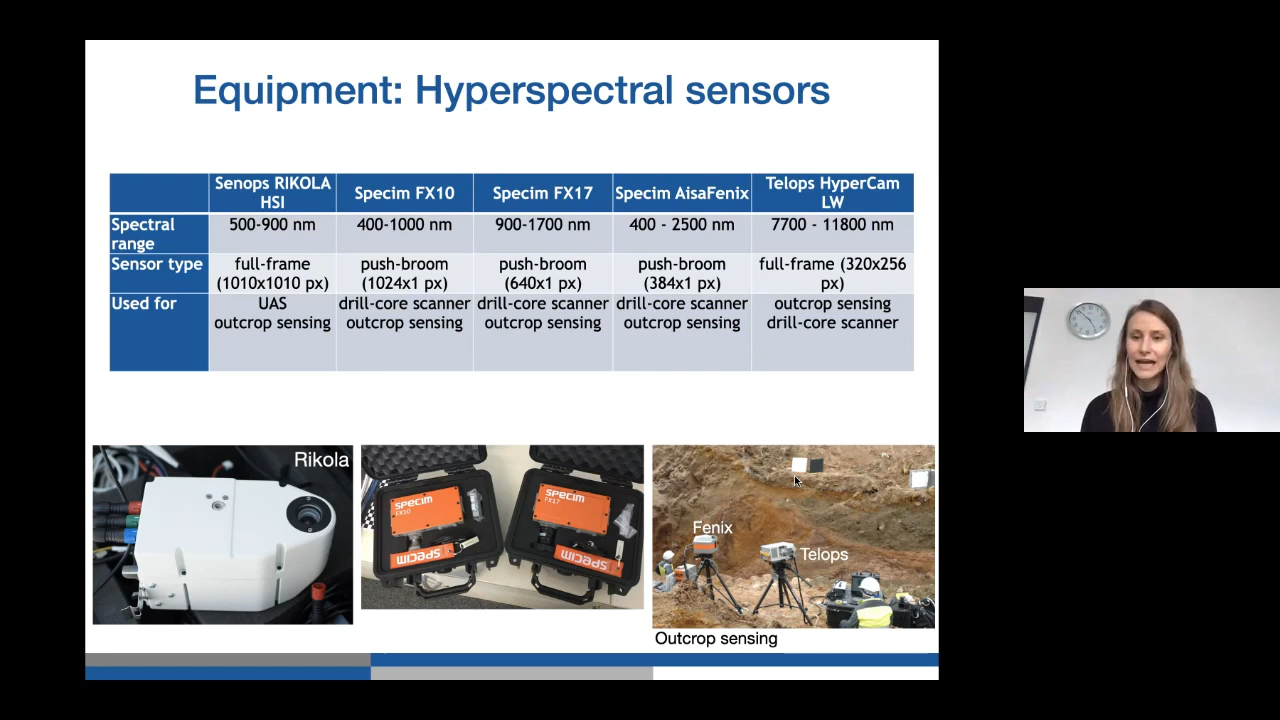 Equipment: Hyperspectral sensors
Senops RIKOLA
HSI
Specim FX10
Specim FX17
Specim AisaFenix
Telops HyperCam
LW
Spectral
range
500-900 nm
400-1000 nm
900-1700 nm
400 - 2500 nm
7700 - 11800 nm
Sensor type
full-frame
(1010x1010 px)
push-broom
(1024x1 px)
push-broom
(640x1 px)
push-broom
(384x1 px)
full-frame (320x256
px)
Used for
UAS
outcrop sensing
drill-core scanner
outcrop sensing
drill-core scanner
outcrop sensing
drill-core scanner
outcrop sensing
outcrop sensing
drill-core scanner
Rikola
SPECIM
FX10
SPECIM
SPECIM
FX17
SPECIM
Fenix
Telops
Outcrop sensing